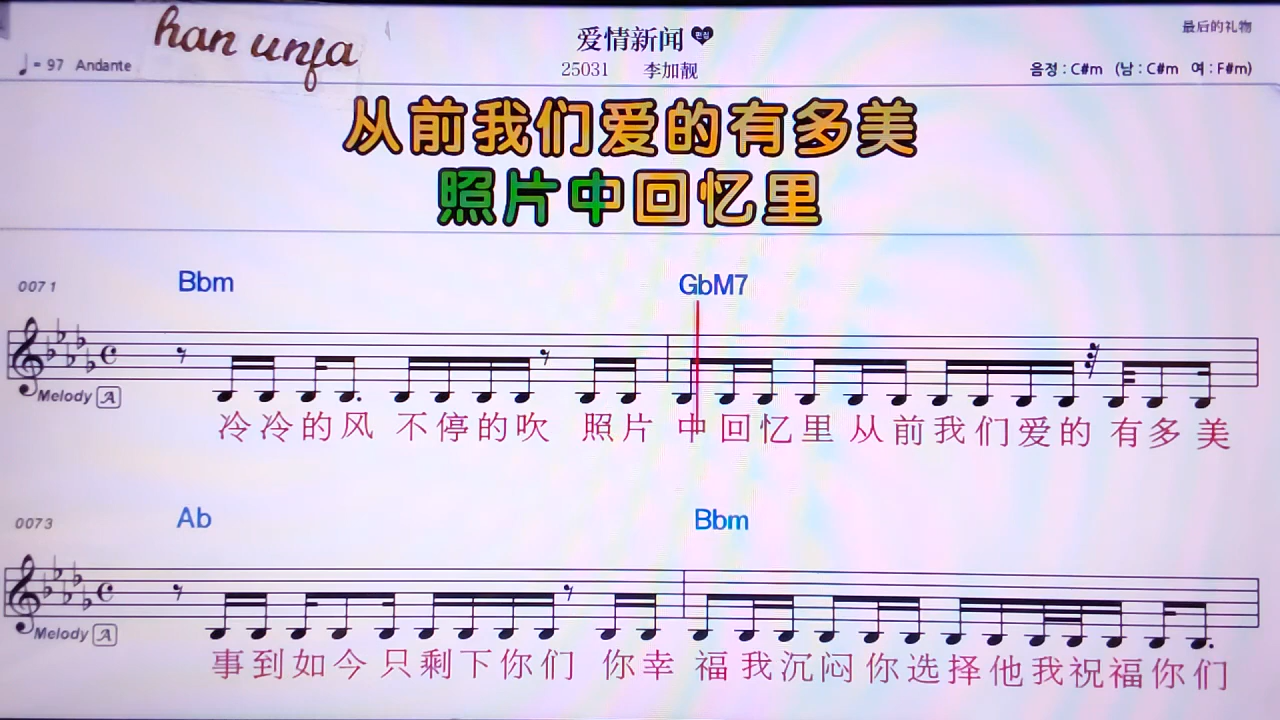 han unfa
爱情新闻 편집
最后的礼物
♩= 97 Andante
25031 李加靓
음정 : C#m (남 : C#m 여 : F#m)
从前我们爱的有多美
照片中回忆里
0071 Bbm GbM7
Melody A
冷冷的风 不停的吹 照片 中回忆里 从前我们爱的 有多 美
0073 Ab Bbm
Melody A
事到如今 只剩下你们 你幸 福我沉闷你选择他我祝福你们